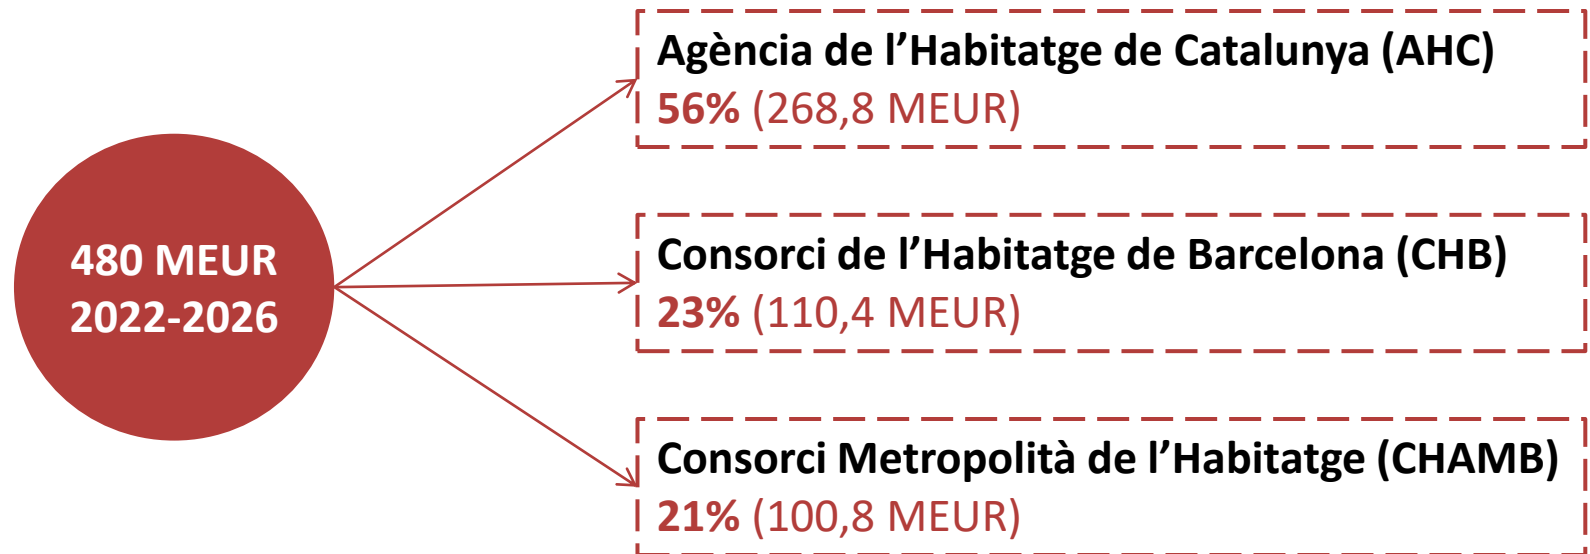 480 MEUR
2022-2026
Agència de l’Habitatge de Catalunya (AHC)
56% (268,8 MEUR)
Consorci de l’Habitatge de Barcelona (CHB)
23% (110,4 MEUR)
Consorci Metropolità de l’Habitatge (CHAMB)
21% (100,8 MEUR)